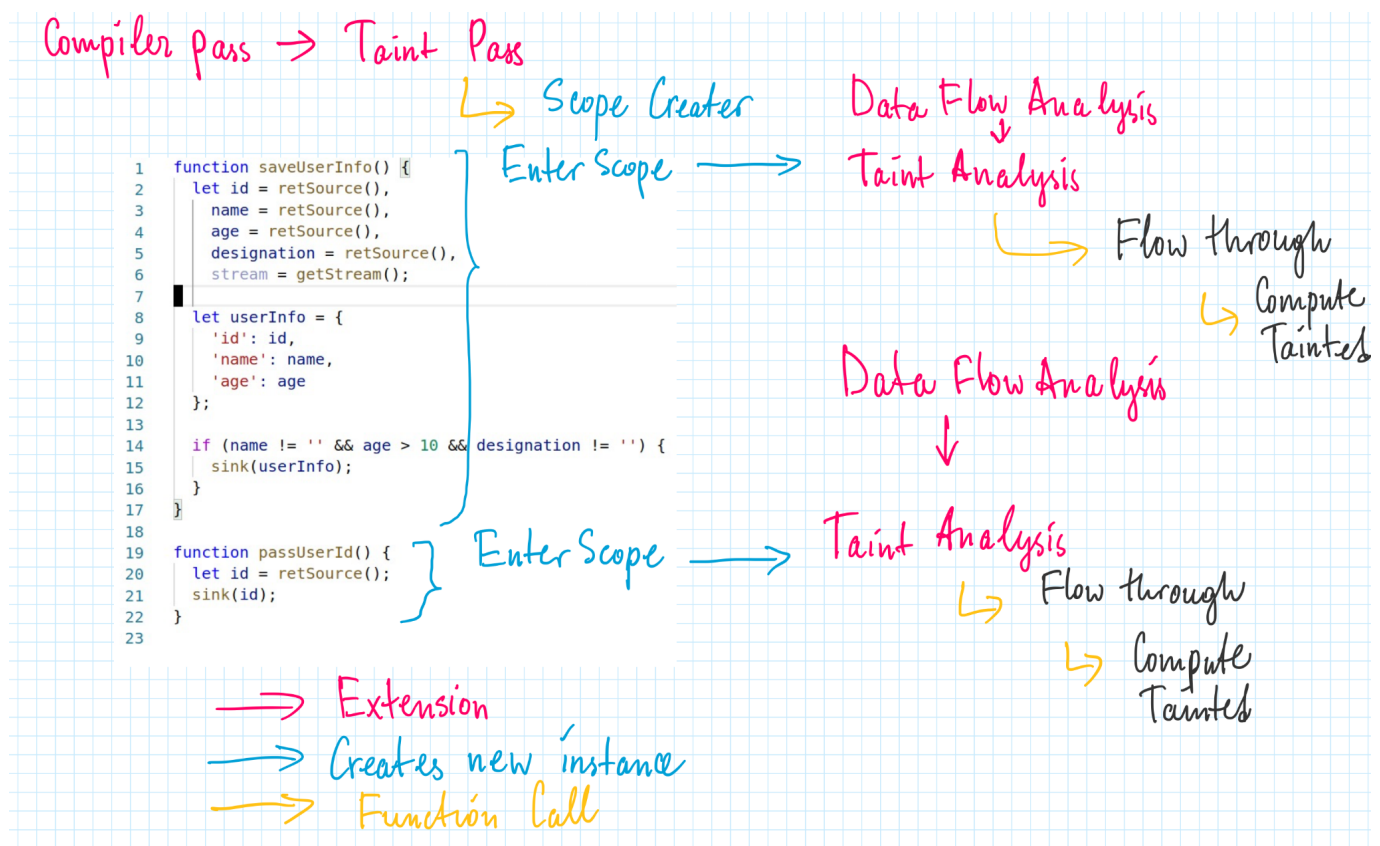 Compiler pass → Taint Pass
Scope Creater
Data Flow Analysis
Enter Scope
Taint Analysis
Flow through
Compute
Tainted
1 function saveUserInfo() {
2 let id = retSource(),
3 name = retSource(),
4 age = retSource(),
5 designation = retSource(),
6 stream = getStream();
7
8 let userInfo = {
9 'id': id,
10 'name': name,
11 'age': age
12 };
13
14 if (name != '' && age > 10 && designation != '') {
15 sink(userInfo);
16 }
17 }
18
19 function passUserId() {
20 let id = retSource();
21 sink(id);
22 }
23
Data Flow Analysis
Enter Scope
Taint Analysis
Flow through
Compute
Tainted
Extension
Creates new instance
Function Call